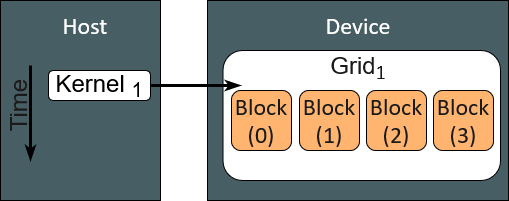 Host
Device
Time
Kernel 1
Grid1
Block (0)
Block (1)
Block (2)
Block (3)